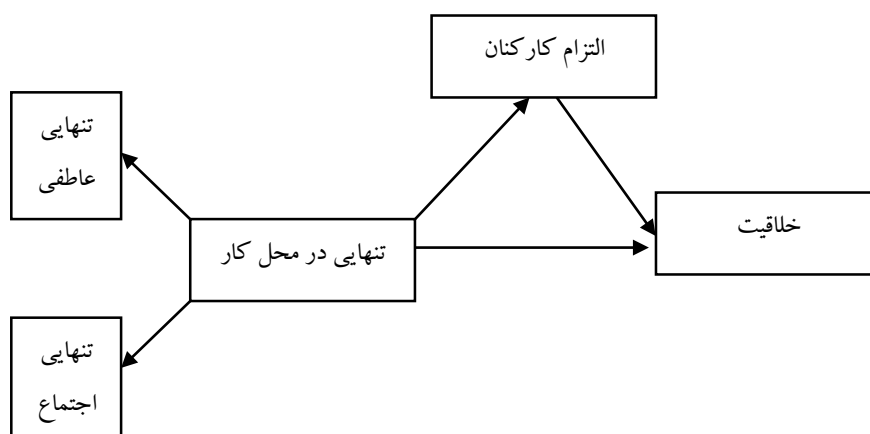 التزام کارکنان
تنهایی
عاطفی
خلاقیت
تنهایی در محل کار
تنهایی
اجتماع